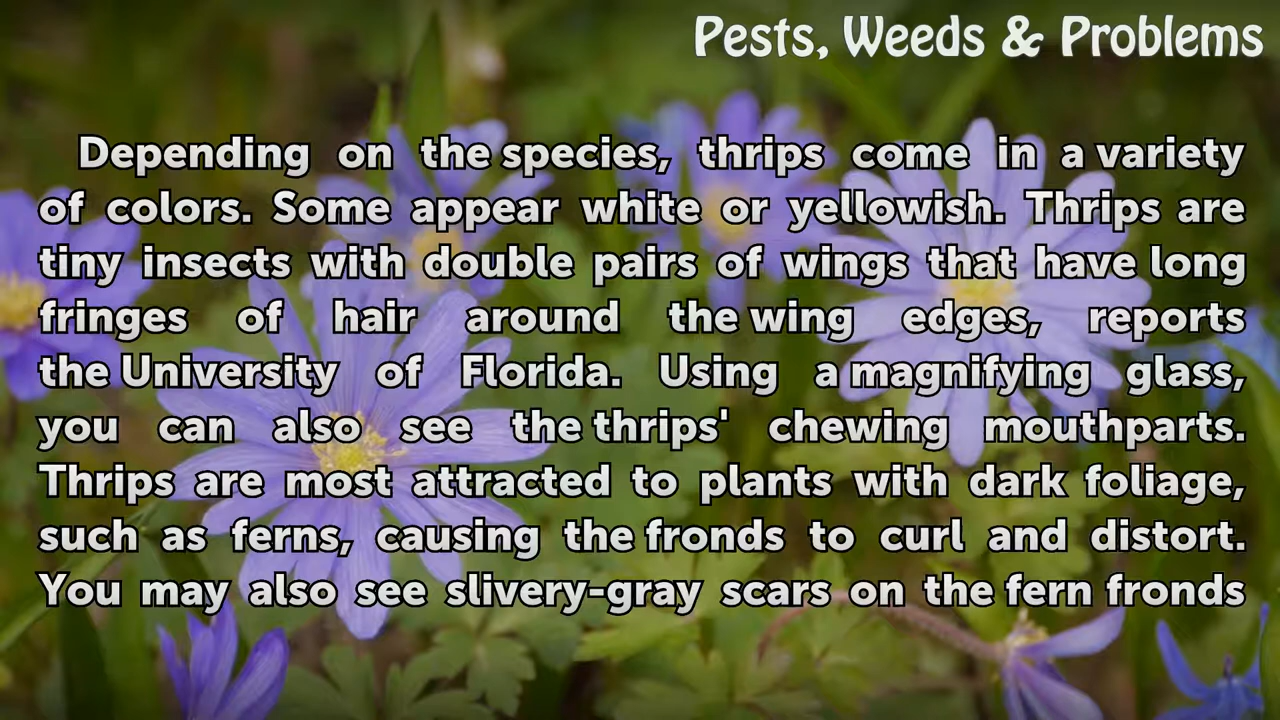 Pests, Weeds & Problems
Depending on the species, thrips come in a variety
of colors. Some appear white or yellowish. Thrips are
tiny insects with double pairs of wings that have long
fringes of hair around the wing edges, reports
the University of Florida. Using a magnifying glass,
you can also see the thrips' chewing mouthparts.
Thrips are most attracted to plants with dark foliage,
such as ferns, causing the fronds to curl and distort.
You may also see slivery-gray scars on the fern fronds